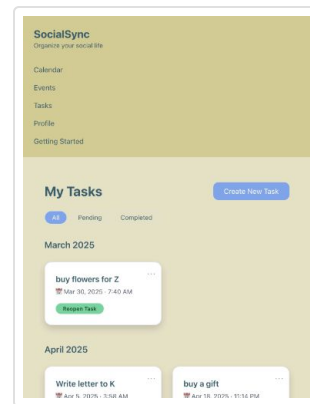 SocialSync
Organize your social life
Calendar
Events
Tasks
Profile
Getting Started
My Tasks
Create New Task
All Pending Completed
March 2025
buy flowers for Z
Mar 30, 2025 - 7:40 AM
Reopen Task
April 2025
Write letter to K
Apr 5, 2025 - 3:58 AM
buy a gift
Apr 18, 2025 - 11:14 PM